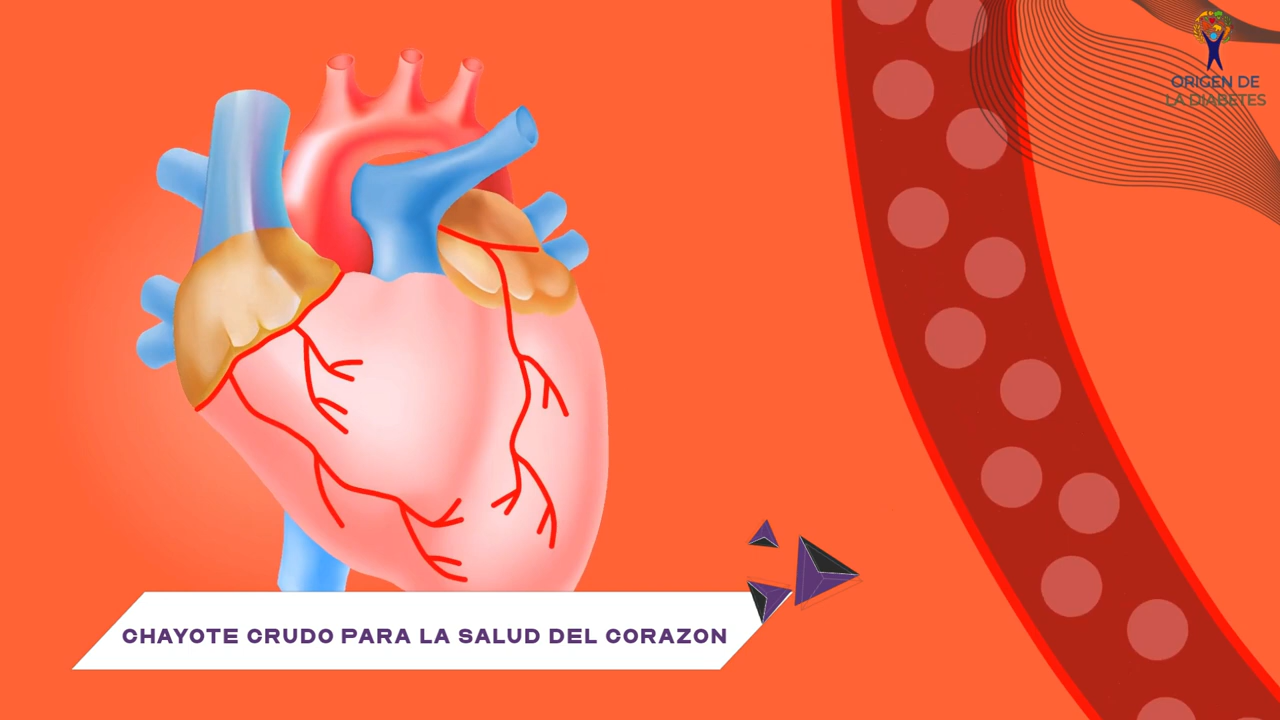 ORIGEN DE
LA DIABETES
CHAYOTE CRUDO PARA LA SALUD DEL CORAZON